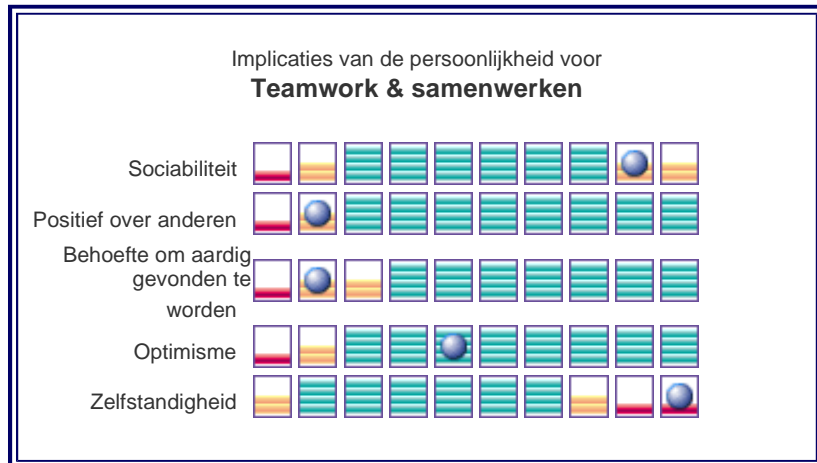 Implicaties van de persoonlijkheid voor
Teamwork & samenwerken
Sociabiliteit
Positief over anderen
Behoefte om aardig
gevonden te
worden
Optimisme
Zelfstandigheid